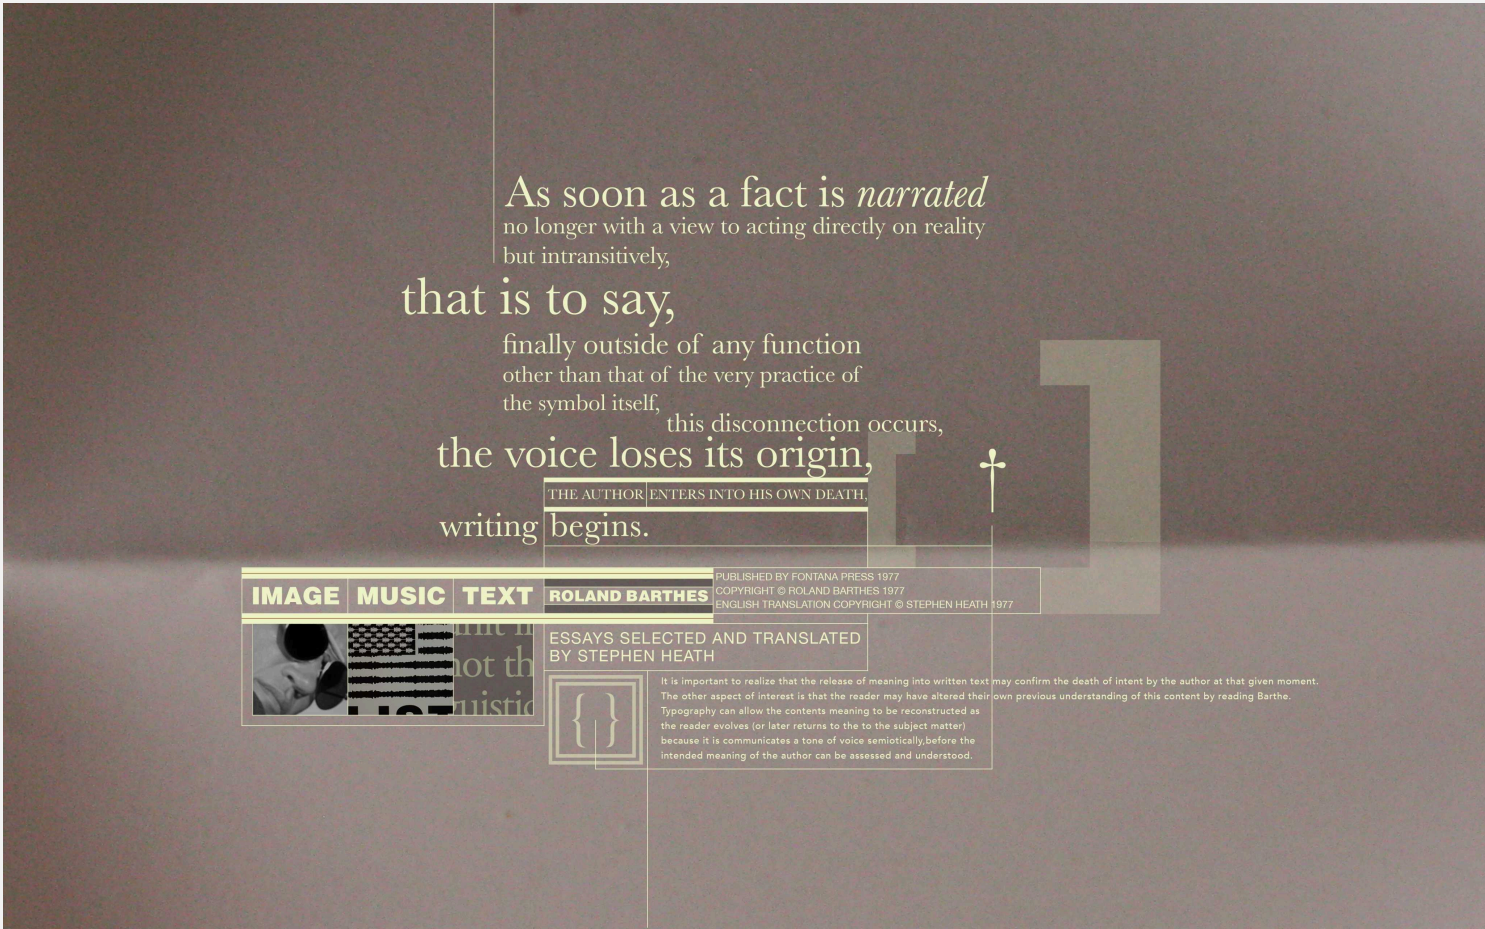 As soon as a fact is narrated
no longer with a view to acting directly on reality
but intransitively,
that is to say,
finally outside of any function
other than that of the very practice of
the symbol itself,
this disconnection occurs,
the voice loses its origin,
THE AUTHOR ENTERS INTO HIS OWN DEATH,
writing begins.
[ ]
†
IMAGE MUSIC TEXT ROLAND BARTHES
PUBLISHED BY FONTANA PRESS 1977
COPYRIGHT © ROLAND BARTHES 1977
ENGLISH TRANSLATION COPYRIGHT © STEPHEN HEATH 1977
not th
uistic
LIST
ESSAYS SELECTED AND TRANSLATED
BY STEPHEN HEATH
{ }
It is important to realize that the release of meaning into written text may confirm the death of intent by the author at that given moment.
The other aspect of interest is that the reader may have altered their own previous understanding of this content by reading Barthe.
Typography can allow the contents meaning to be reconstructed as
the reader evolves (or later returns to the to the subject matter)
because it is communicates a tone of voice semiotically,before the
intended meaning of the author can be assessed and understood.